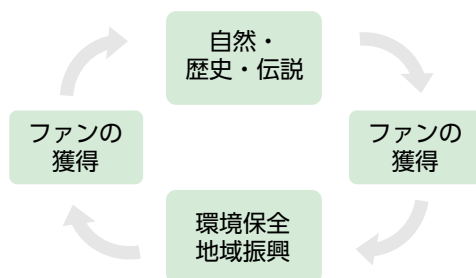 自然・
歴史・伝説
ファンの
獲得
ファンの
獲得
環境保全
地域振興